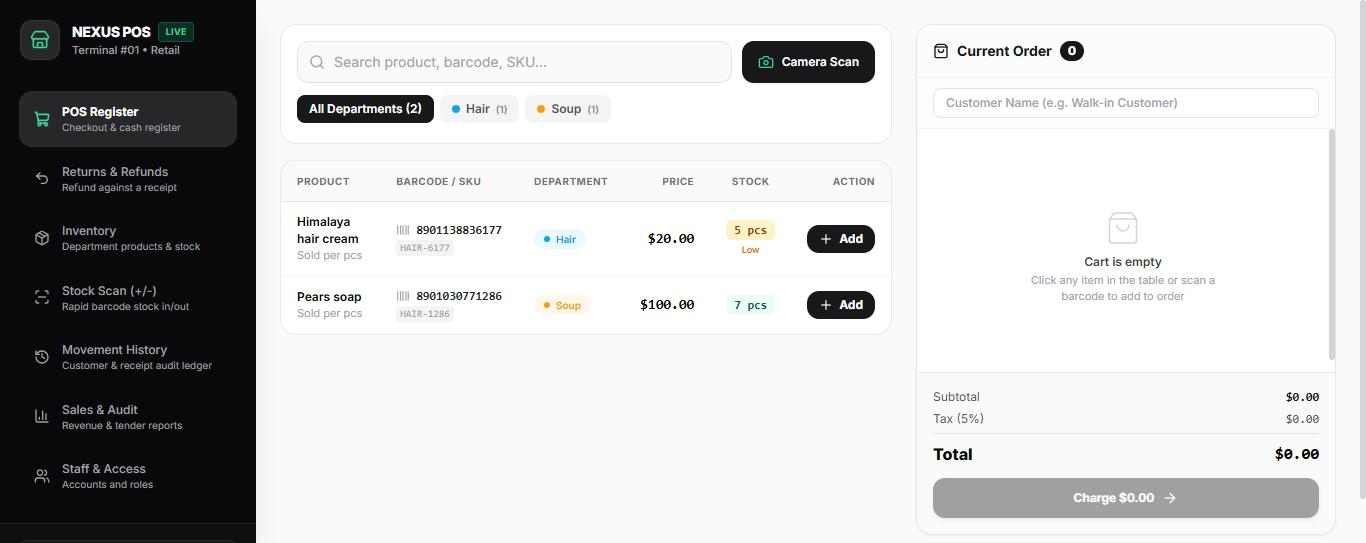 NEXUS POS LIVE
Terminal #01 • Retail
POS Register
Checkout & cash register
Returns & Refunds
Refund against a receipt
Inventory
Department products & stock
Stock Scan (+/-)
Rapid barcode stock in/out
Movement History
Customer & receipt audit ledger
Sales & Audit
Revenue & tender reports
Staff & Access
Accounts and roles
Search product, barcode, SKU...
Camera Scan
All Departments (2) Hair (1) Soup (1)
PRODUCT BARCODE / SKU DEPARTMENT PRICE STOCK ACTION
Himalaya
hair cream
Sold per pcs
8901138836177
HAIR-6177
Hair
$20.00
5 pcs
Low
+ Add
Pears soap
Sold per pcs
8901030771286
HAIR-1286
Soup
$100.00
7 pcs
+ Add
Current Order 0
Customer Name (e.g. Walk-in Customer)
Cart is empty
Click any item in the table or scan a
barcode to add to order
Subtotal $0.00
Tax (5%) $0.00
Total $0.00
Charge $0.00 →